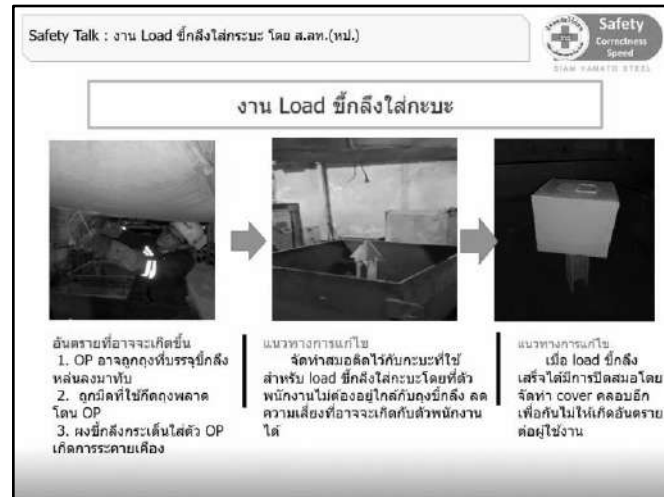 Safety Talk : งาน Load ขี้กลึงใส่กระบะ โดย ส.ลท.(หป.)
Safety
Correctness
Speed
SIAM YAMATO STEEL
งาน Load ขี้กลึงใส่กะบะ
อันตรายที่อาจจะเกิดขึ้น
1. OP อาจถูกถุงที่บรรจุขี้กลึง
หล่นลงมาทับ
2. ถูกมีดที่ใช้กรีดถุงพลาด
โดน OP
3. ผงขี้กลึงกระเด็นใส่ตัว OP
เกิดการระคายเคือง
แนวทางการแก้ไข
จัดทำสมอติดไว้กับกะบะที่ใช้
สำหรับ load ขี้กลึงใส่กะบะโดยที่ตัว
พนักงานไม่ต้องอยู่ใกล้กับถุงขี้กลึง ลด
ความเสี่ยงที่อาจจะเกิดกับตัวพนักงาน
ได้
แนวทางการแก้ไข
เมื่อ load ขี้กลึง
เสร็จได้มีการปิดสมอโดย
จัดทำ cover คลอบอีก
เพื่อกันไม่ให้เกิดอันตราย
ต่อผู้ใช้งาน